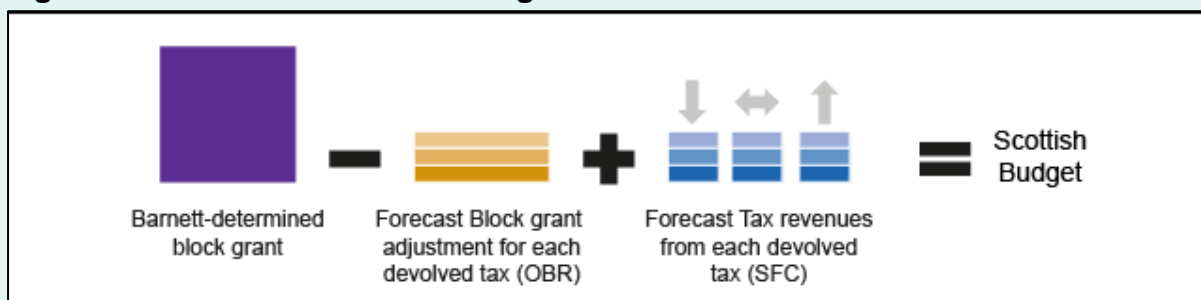 Scottish
Budget
Barnett-determined
block grant
Forecast Block grant
adjustment for each
devolved tax (OBR)
Forecast Tax revenues
from each devolved
tax (SFC)